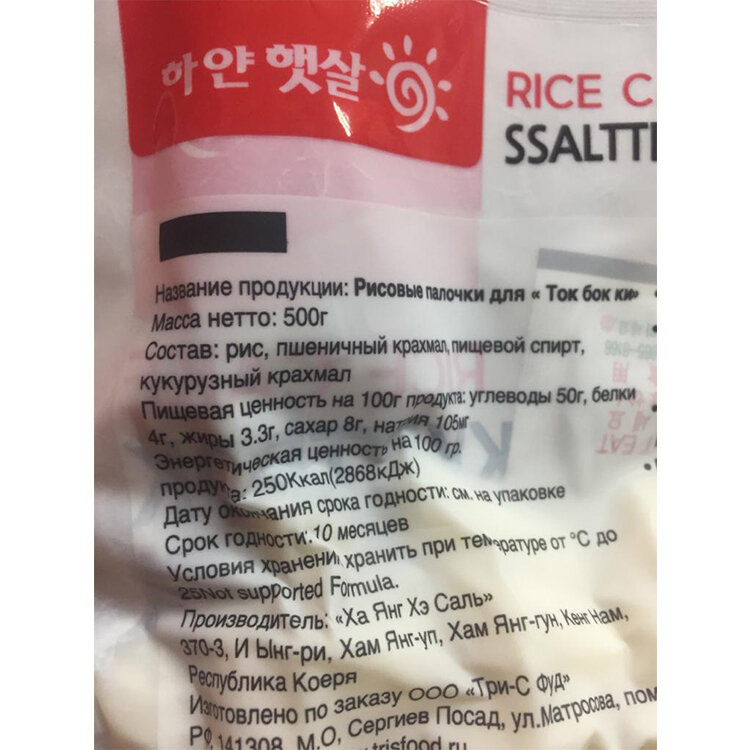 하얀 햇살
RICE C
SSALTT
Название продукции: Рисовые палочки для « Ток бок ки»
Масса нетто: 500г
Состав: рис, пшеничный крахмал, пищевой спирт,
кукурузный крахмал
Пищевая ценность на 100г продукта: углеводы 50г, белки
4г, жиры 3.3г, сахар 8г, натрия 105мг
Энергетическая ценность на 100 гр.
продукта: 250Ккал(2868кДж)
Дату окончания срока годности: см. на упаковке
Срок годности:.10 месяцев
Условия хранени хранить при температуре от °С до
25Not supported Formula.
Производитель: «Ха Янг Хэ Саль»
370-3, И Ынг-ри, Хам Янг-уп, Хам Янг-гун, Кенг Нам,
Республика Коеря
Изготовлено по заказу ООО «Три-С Фуд»
РФ, 141308, М.О, Сергиев Посад, ул.Матросова, пом
trisfood.ru